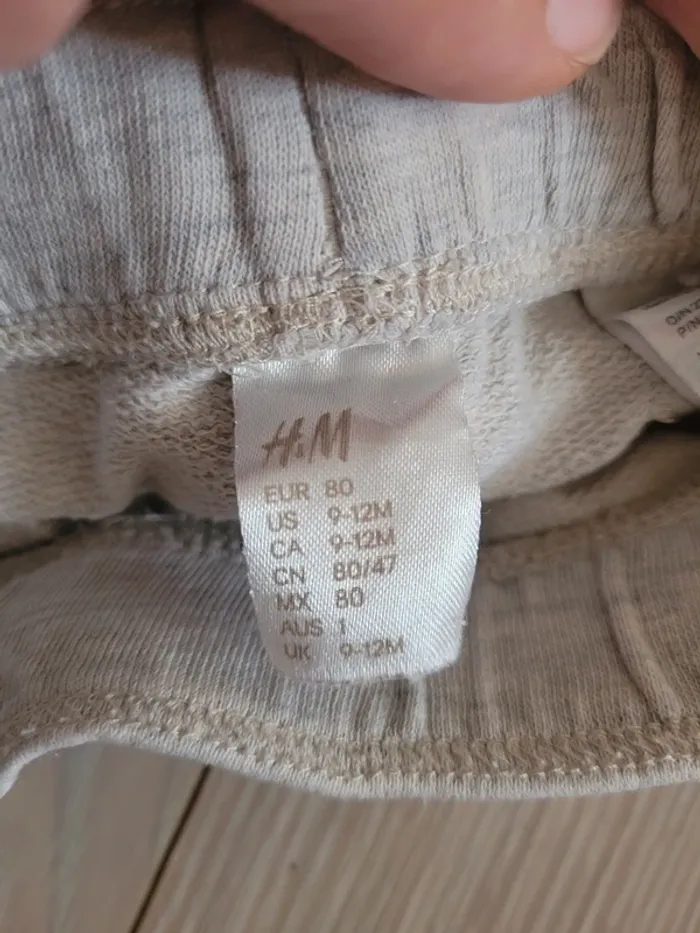 H&M
EUR 80
US 9-12M
CA 9-12M
CN 80/47
MX 80
AUS 1
UK 9-12M